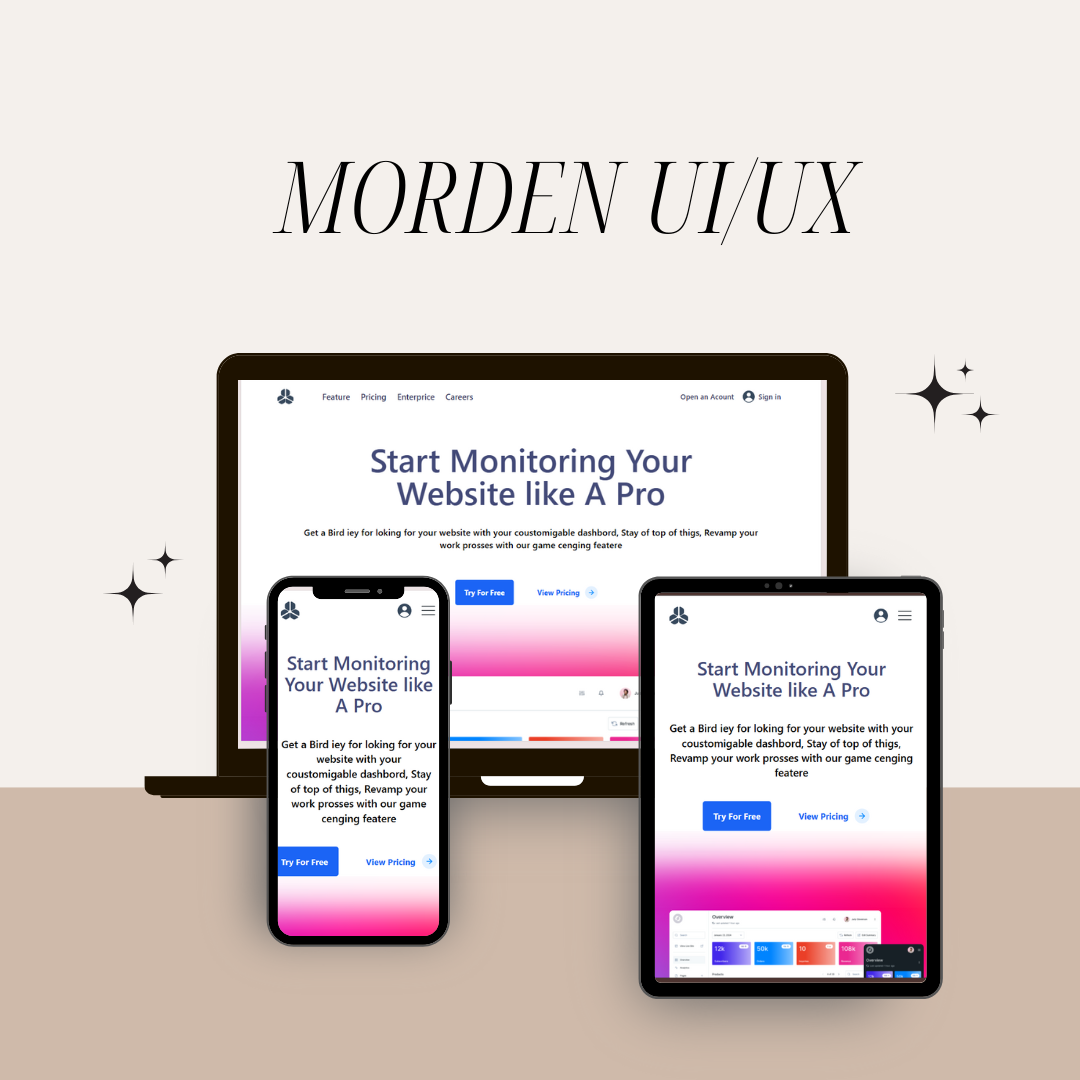 MORDEN UI/UX
Feature Pricing Enterprice Careers Open an Acount Sign in
Start Monitoring Your
Website like A Pro
Get a Bird iey for loking for your website with your coustomigable dashbord, Stay of top of thigs, Revamp your
work prosses with our game cenging featere
Try For Free View Pricing
Refresh
Start Monitoring
Your Website like
A Pro
Get a Bird iey for loking for your
website with your
coustomigable dashbord, Stay
of top of thigs, Revamp your
work prosses with our game
cenging featere
Try For Free View Pricing
Start Monitoring Your
Website like A Pro
Get a Bird iey for loking for your website with your
coustomigable dashbord, Stay of top of thigs,
Revamp your work prosses with our game cenging
featere
Try For Free View Pricing
Overview
12k 50k 10 108k
Overview